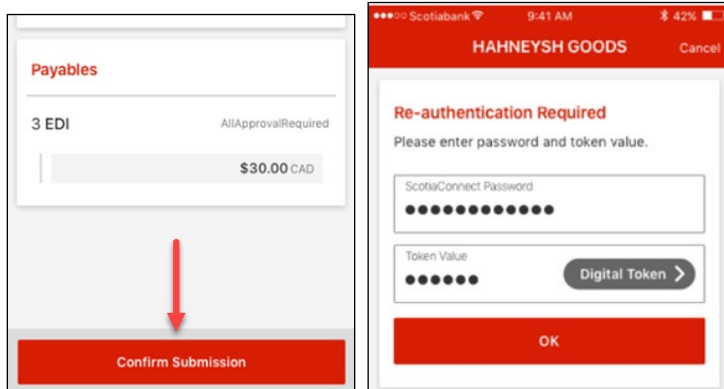 Payables
3 EDI AllApprovalRequired
$30.00 CAD
Confirm Submission
Scotiabank 9:41 AM 42%
HAHNEYSH GOODS Cancel
Re-authentication Required
Please enter password and token value.
ScotiaConnect Password
●●●●●●●●●●●●
Token Value
●●●●●● Digital Token >
OK